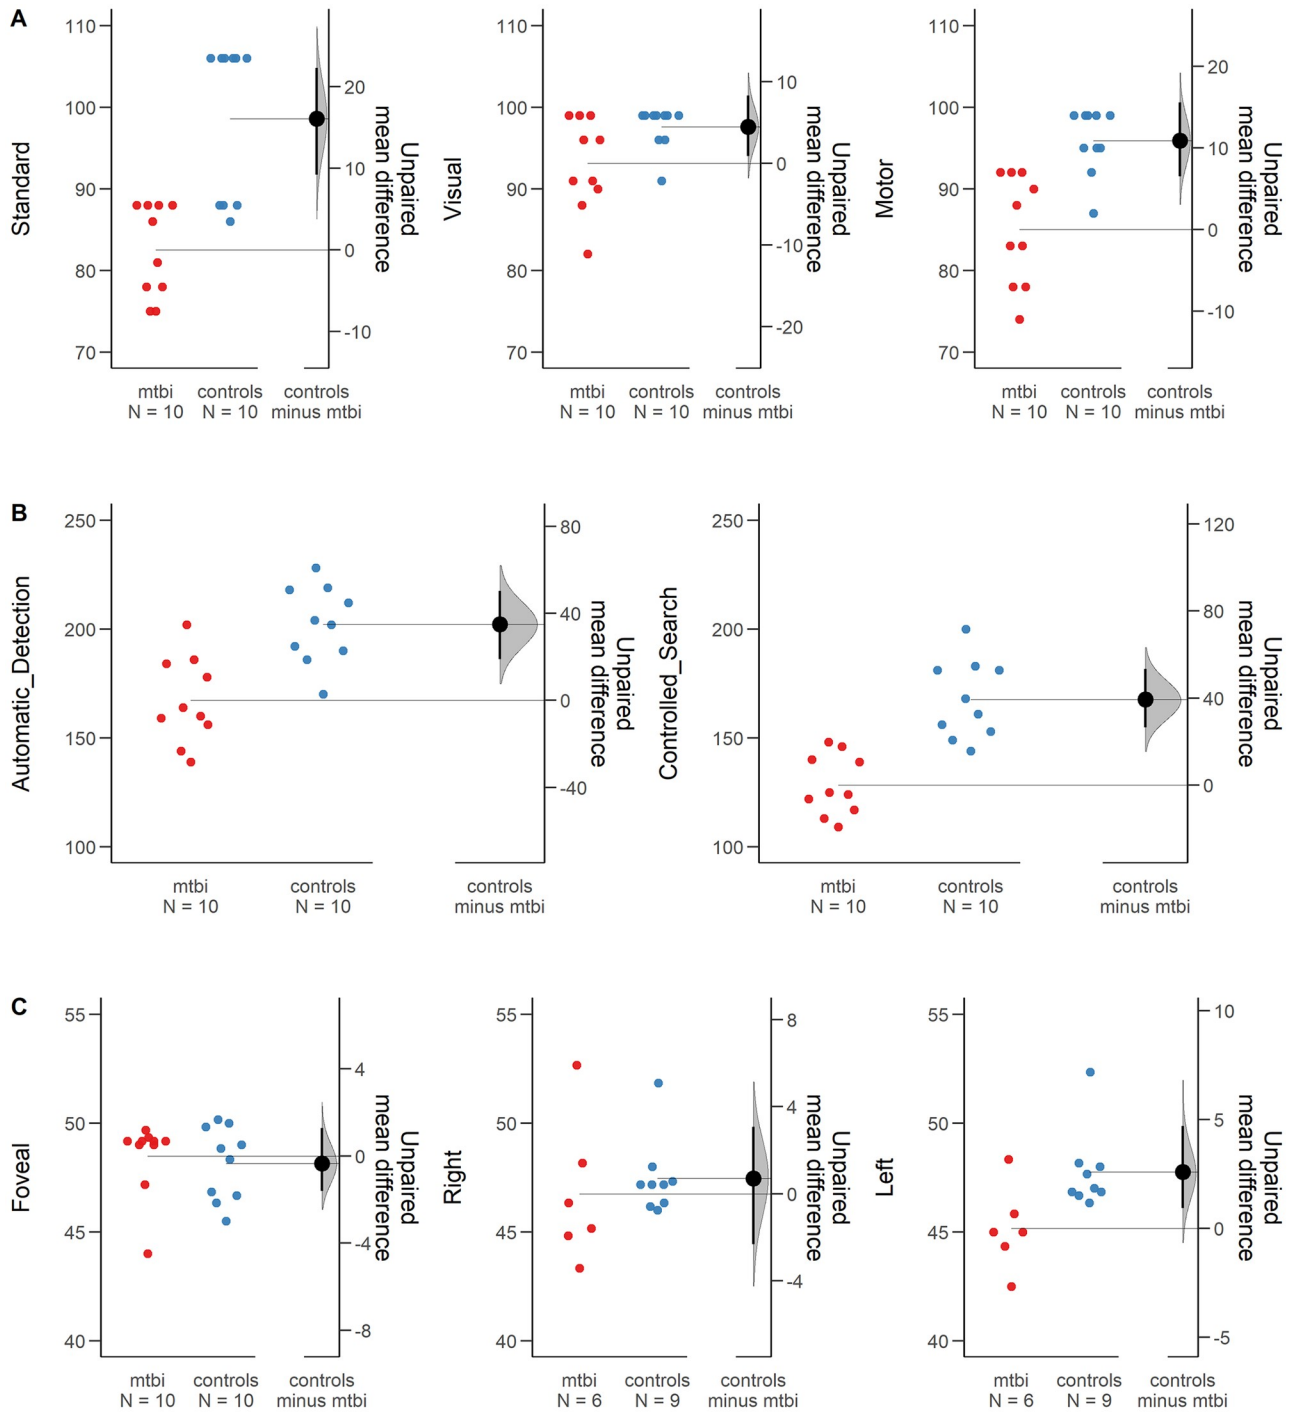 A
Standard
110
100
90
80
70
20
10
0
-10
Unpaired
mean difference
mtbi
N = 10
controls
N = 10
controls
minus mtbi
Visual
110
100
90
80
70
10
0
-10
-20
Unpaired
mean difference
mtbi
N = 10
controls
N = 10
controls
minus mtbi
Motor
110
100
90
80
70
20
10
0
-10
Unpaired
mean difference
mtbi
N = 10
controls
N = 10
controls
minus mtbi
B
Automatic_Detection
250
200
150
100
80
40
0
-40
Unpaired
mean difference
mtbi
N = 10
controls
N = 10
controls
minus mtbi
Controlled_Search
250
200
150
100
120
80
40
0
Unpaired
mean difference
mtbi
N = 10
controls
N = 10
controls
minus mtbi
C
Foveal
55
50
45
40
4
0
-4
-8
Unpaired
mean difference
mtbi
N = 10
controls
N = 10
controls
minus mtbi
Right
55
50
45
40
8
4
0
-4
Unpaired
mean difference
mtbi
N = 6
controls
N = 9
controls
minus mtbi
Left
55
50
45
40
10
5
0
-5
Unpaired
mean difference
mtbi
N = 6
controls
N = 9
controls
minus mtbi